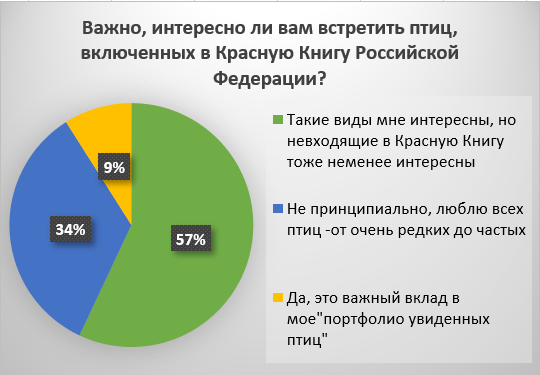 Важно, интересно ли вам встретить птиц,
включенных в Красную Книгу Российской
Федерации?
Такие виды мне интересны, но
невходящие в Красную Книгу
тоже неменее интересны
9%
34%
57%
Не принципиально, люблю всех
птиц -от очень редких до частых
Да, это важный вклад в
мое"портфолио увиденных
птиц"